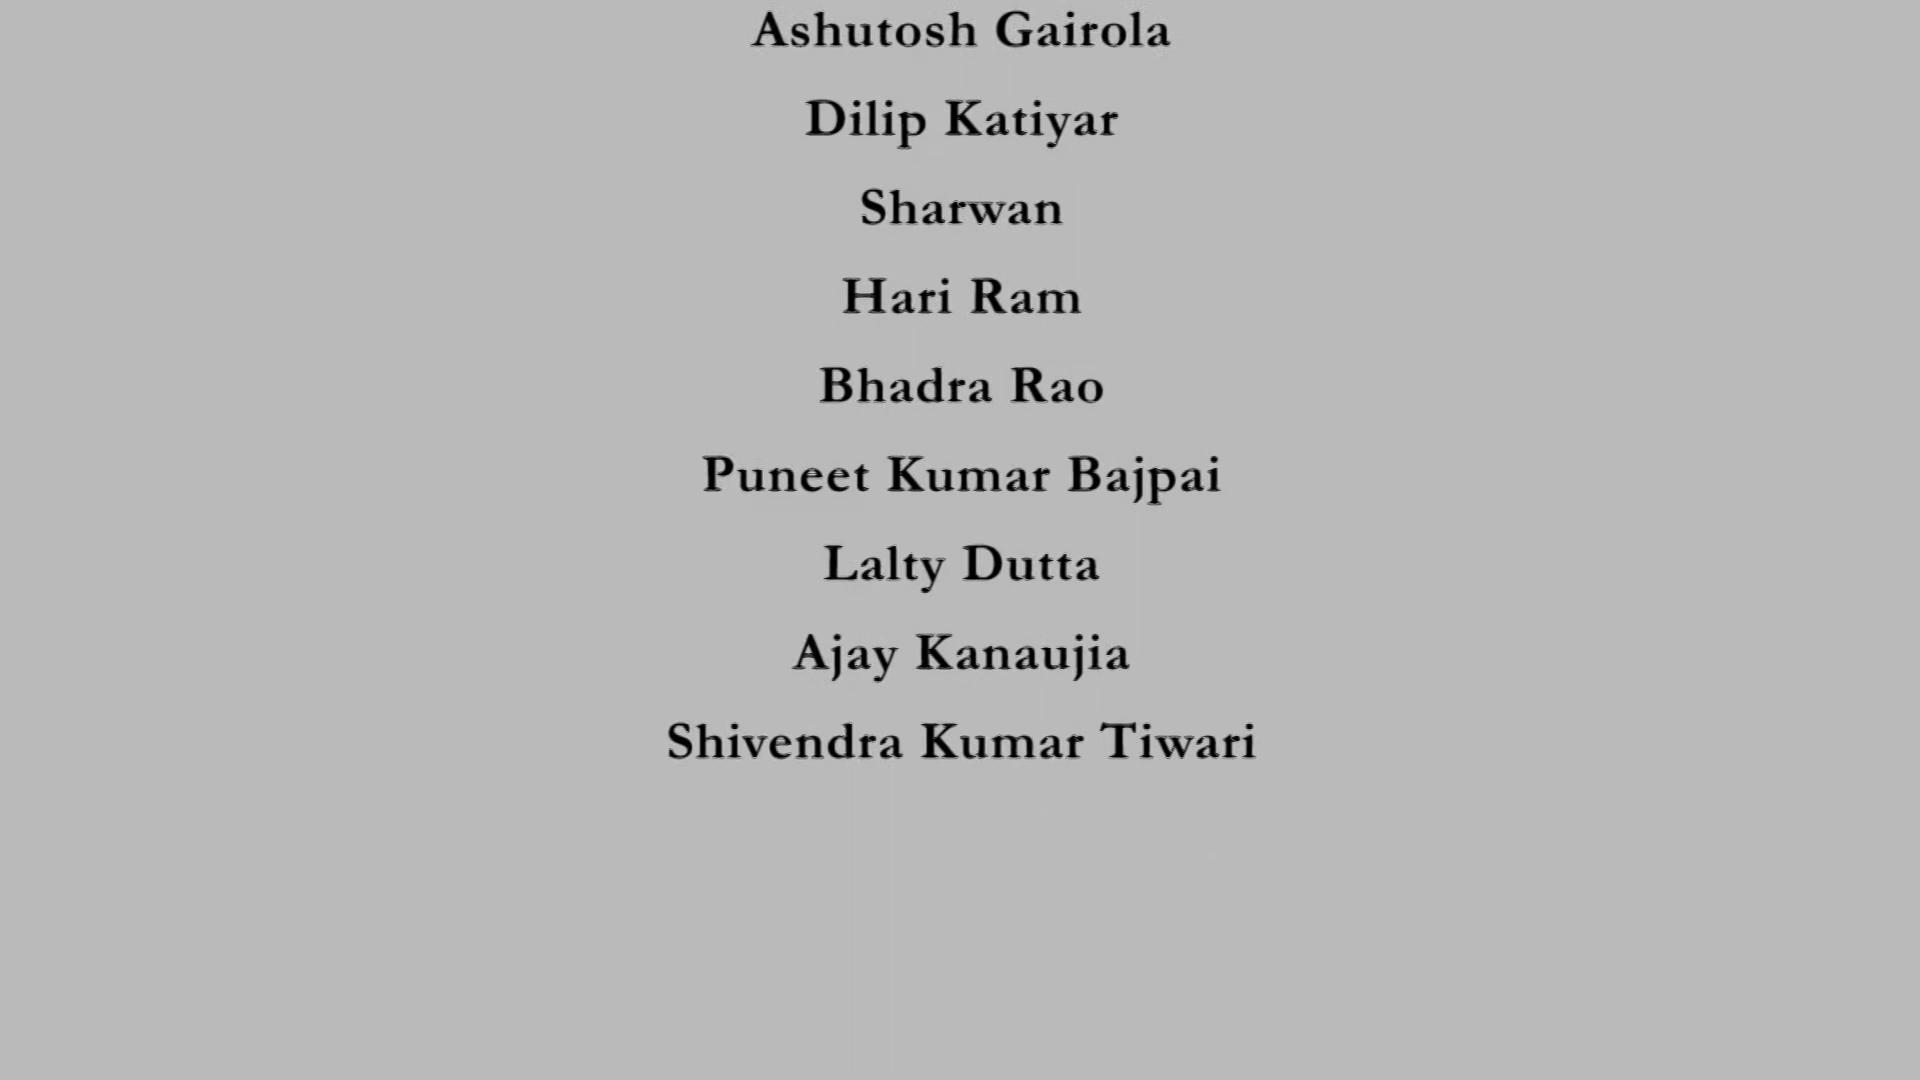 Ashutosh Gairola
Dilip Katiyar
Sharwan
Hari Ram
Bhadra Rao
Puneet Kumar Bajpai
Lalty Dutta
Ajay Kanaujia
Shivendra Kumar Tiwari